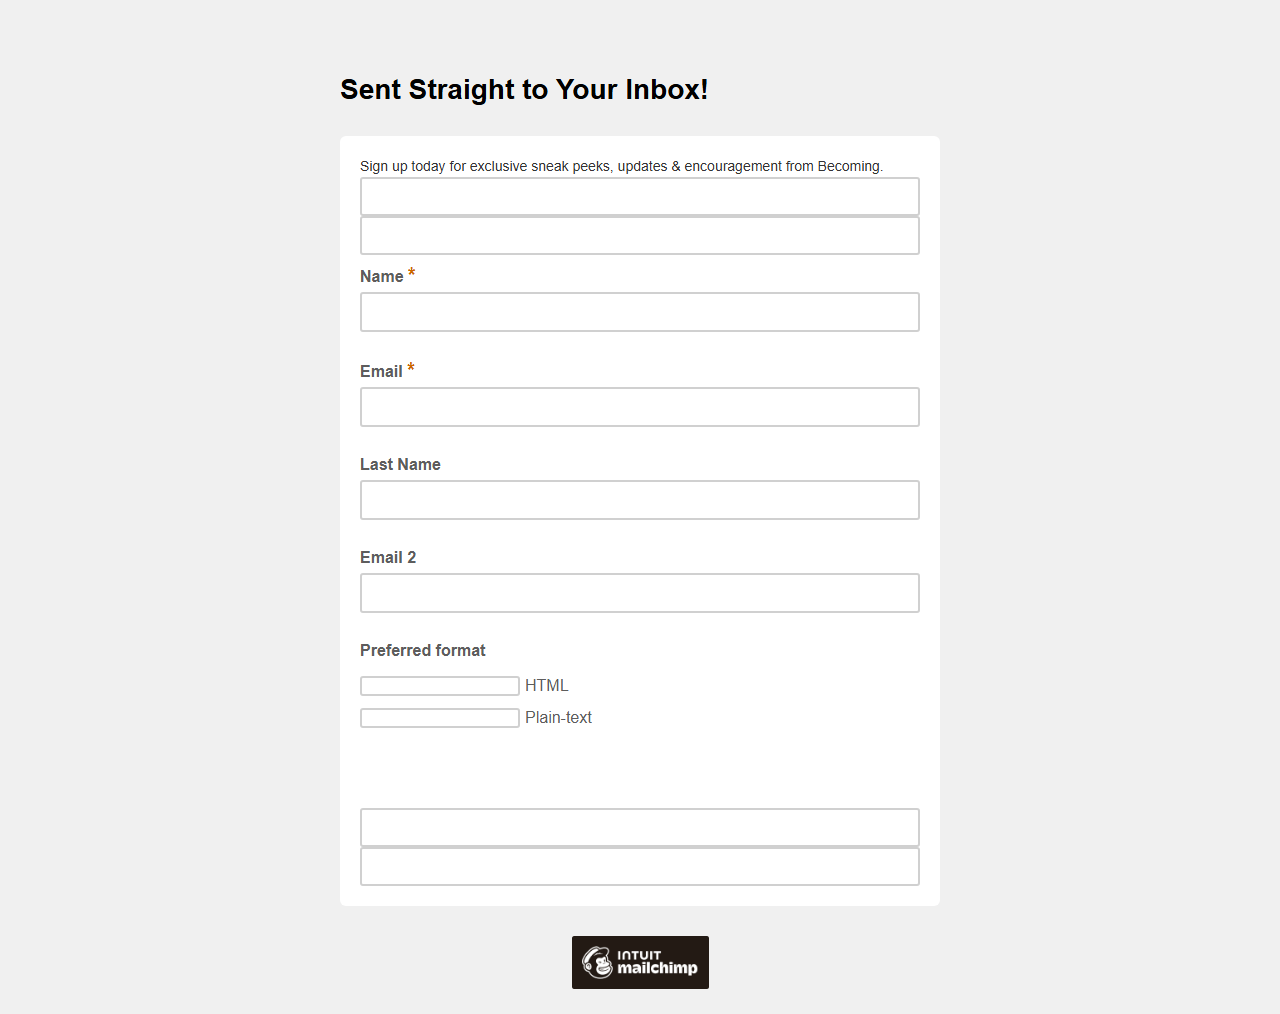 Sent Straight to Your Inbox!
Sign up today for exclusive sneak peeks, updates & encouragement from Becoming.
Name *
Email *
Last Name
Email 2
Preferred format
HTML
Plain-text
INTUIT
mailchimp